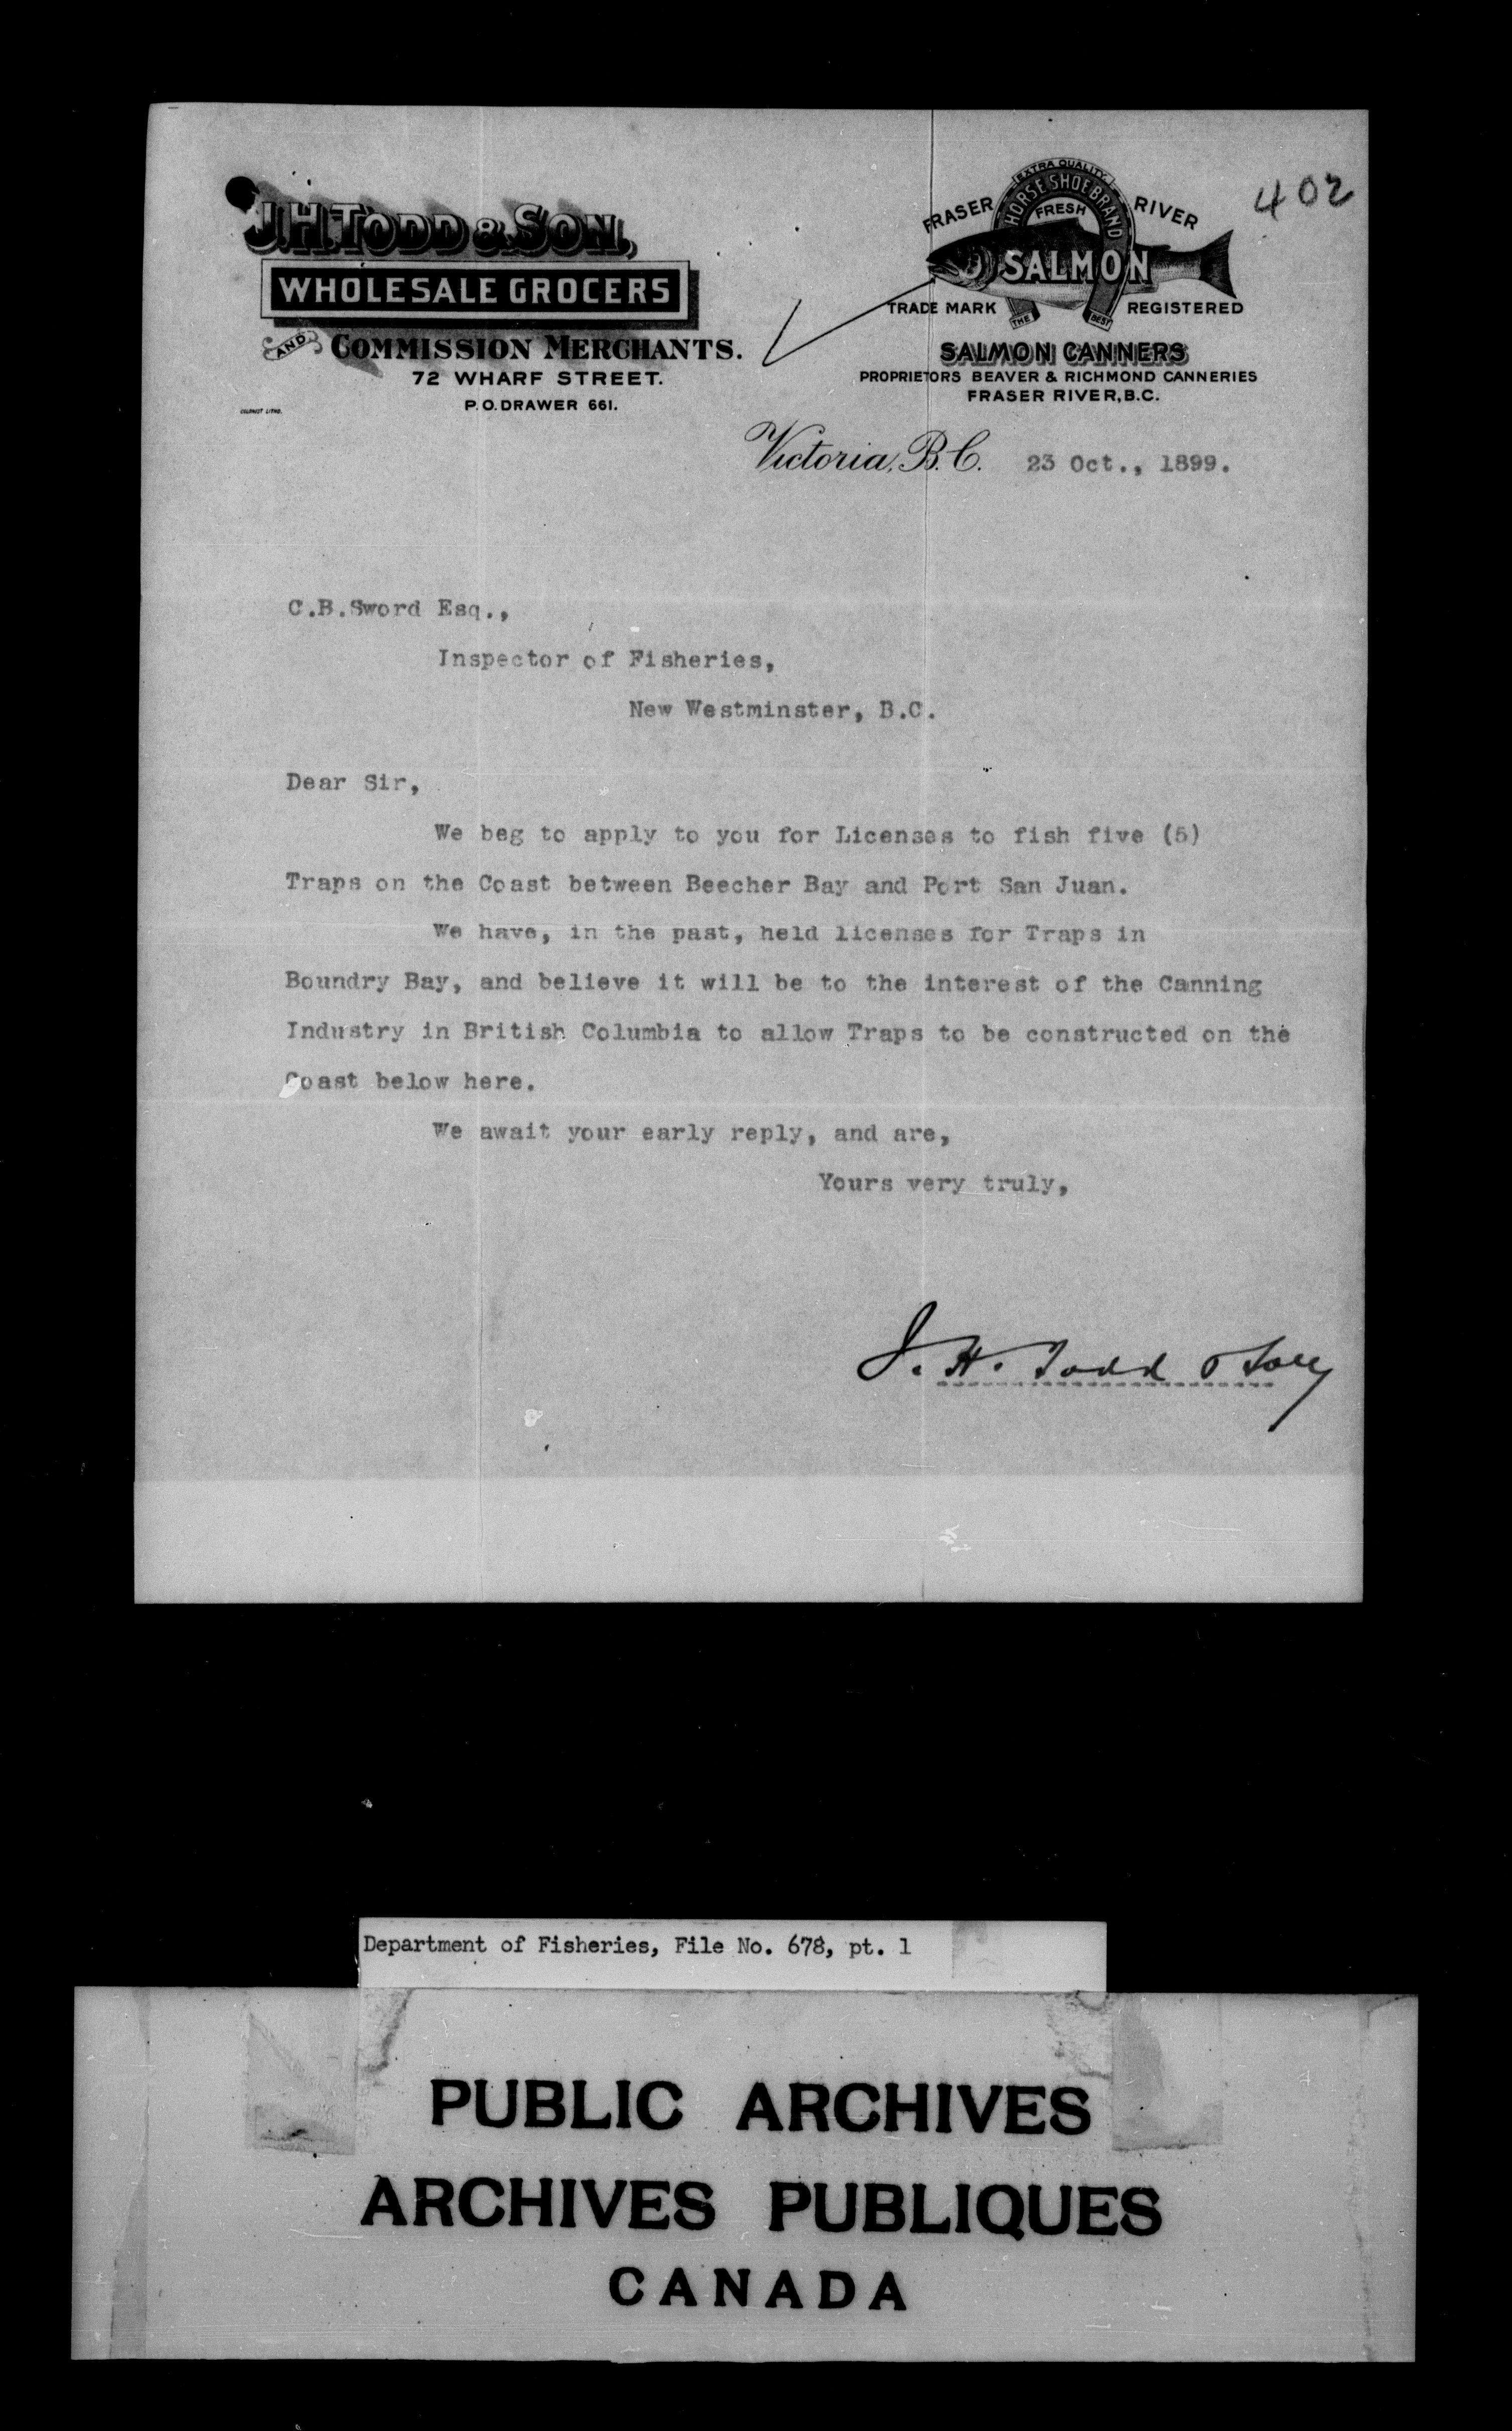 J.H. TODD & SON,
WHOLESALE GROCERS
AND COMMISSION MERCHANTS.
72 WHARF STREET.
P.O. DRAWER 661.
COLONIST LITHO.
402
EXTRA QUALITY
HORSE SHOE BRAND
FRASER RIVER
FRESH
SALMON
TRADE MARK THE BEST REGISTERED
SALMON CANNERS
PROPRIETORS BEAVER & RICHMOND CANNERIES
FRASER RIVER, B.C.
Victoria, B.C. 23 Oct., 1899.
C.B.Sword Esq.,
Inspector of Fisheries,
New Westminster, B.C.
Dear Sir,
We beg to apply to you for Licenses to fish five (5)
Traps on the Coast between Beecher Bay and Port San Juan.
We have, in the past, held licenses for Traps in
Boundry Bay, and believe it will be to the interest of the Canning
Industry in British Columbia to allow Traps to be constructed on the
Coast below here.
We await your early reply, and are,
Yours very truly,
J. H. Todd & Son
Department of Fisheries, File No. 678, pt. 1
PUBLIC ARCHIVES
ARCHIVES PUBLIQUES
CANADA